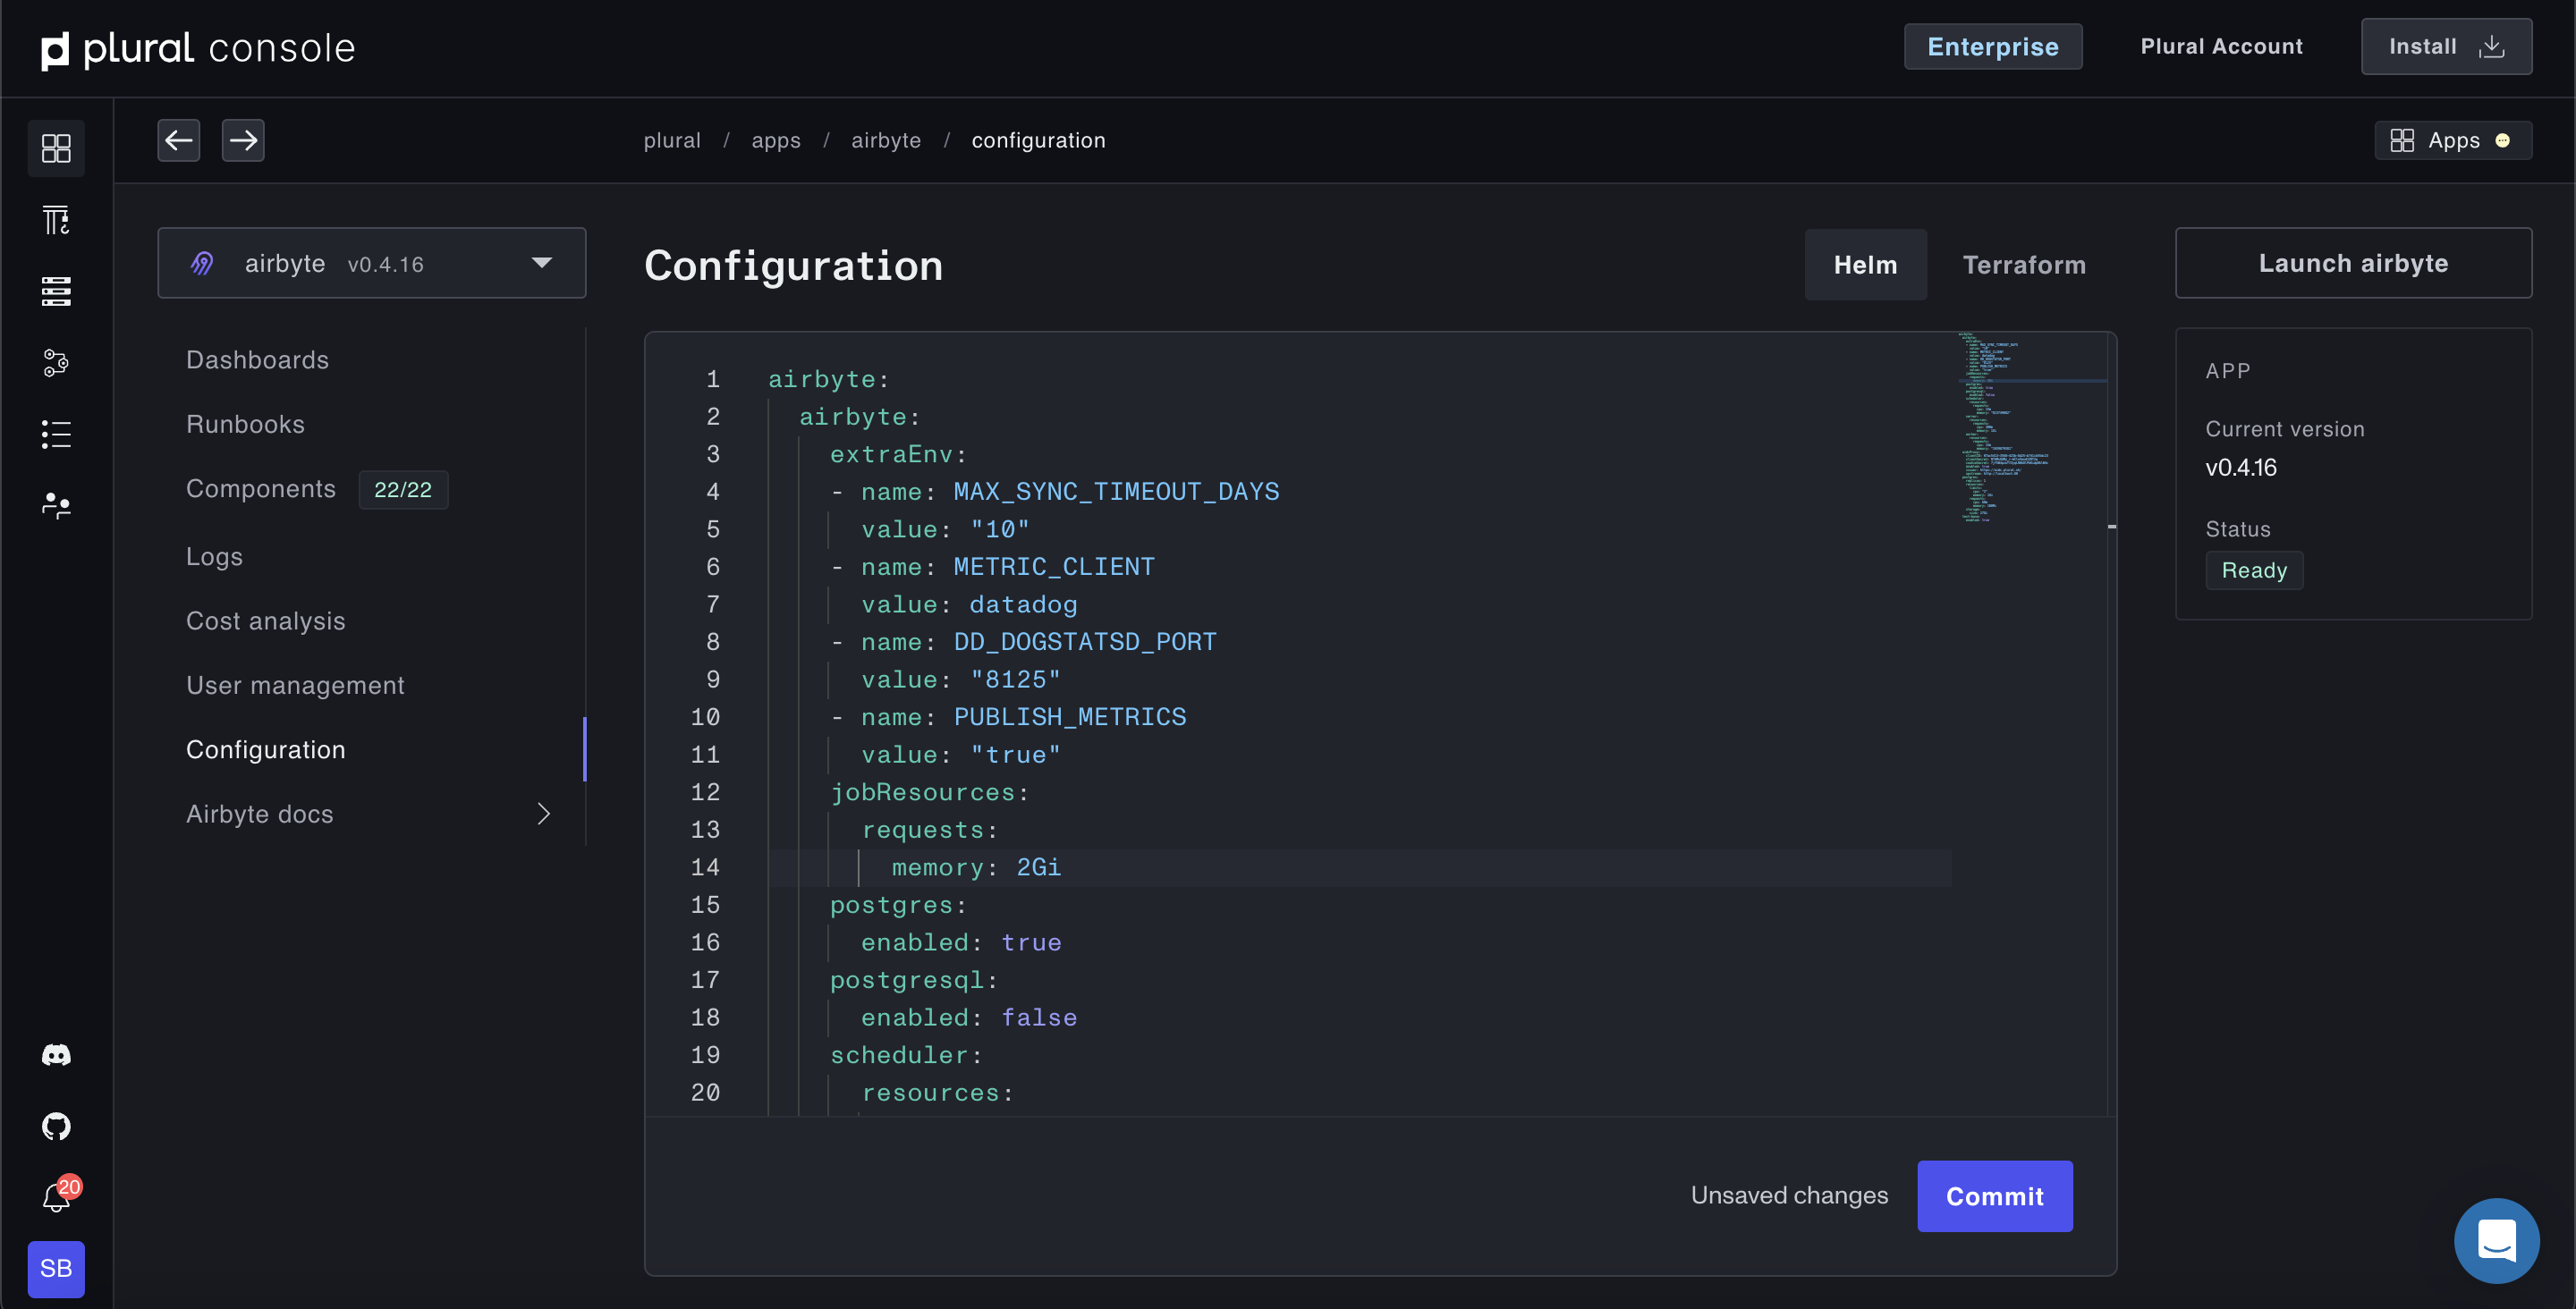 plural console
Enterprise
Plural Account
Install
plural / apps / airbyte / configuration
Apps
airbyte v0.4.16
Dashboards
Runbooks
Components 22/22
Logs
Cost analysis
User management
Configuration
Airbyte docs
Configuration
Helm
Terraform
1 airbyte:
2 airbyte:
3 extraEnv:
4 - name: MAX_SYNC_TIMEOUT_DAYS
5 value: "10"
6 - name: METRIC_CLIENT
7 value: datadog
8 - name: DD_DOGSTATSD_PORT
9 value: "8125"
10 - name: PUBLISH_METRICS
11 value: "true"
12 jobResources:
13 requests:
14 memory: 2Gi
15 postgres:
16 enabled: true
17 postgresql:
18 enabled: false
19 scheduler:
20 resources:
Unsaved changes
Commit
Launch airbyte
APP
Current version
v0.4.16
Status
Ready
20
SB